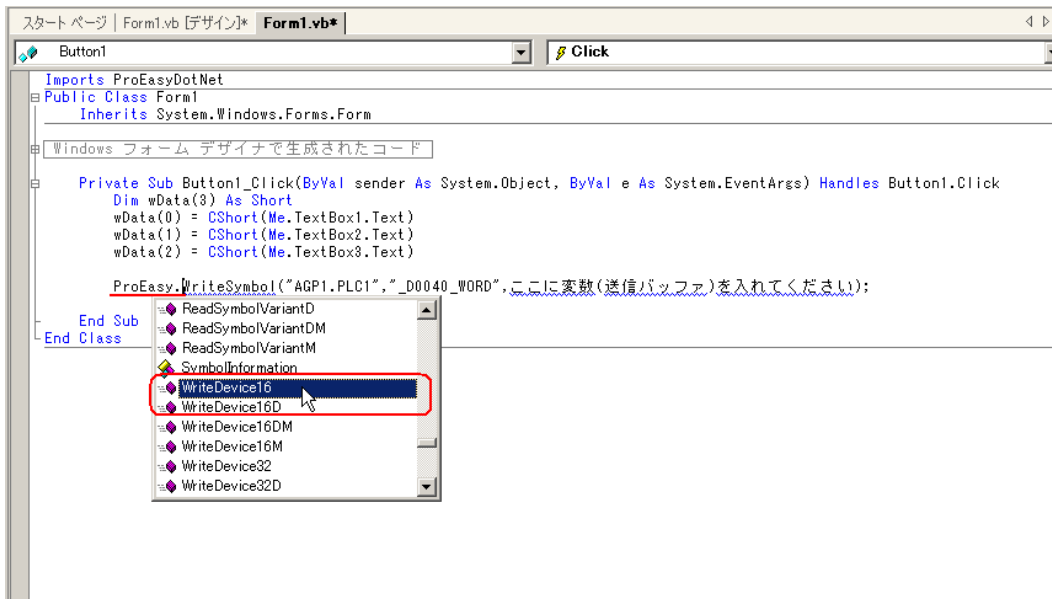 スタート ページ | Form1.vb [デザイン]* Form1.vb*
Button1 Click
Imports ProEasyDotNet
Public Class Form1
Inherits System.Windows.Forms.Form
Windows フォーム デザイナで生成されたコード
Private Sub Button1_Click(ByVal sender As System.Object, ByVal e As System.EventArgs) Handles Button1.Click
Dim wData(3) As Short
wData(0) = CShort(Me.TextBox1.Text)
wData(1) = CShort(Me.TextBox2.Text)
wData(2) = CShort(Me.TextBox3.Text)
ProEasy.WriteSymbol("AGP1.PLC1","_D0040_WORD",ここに変数(送信バッファ)を入れてください);
End Sub
End Class
ReadSymbolVariantD
ReadSymbolVariantDM
ReadSymbolVariantM
SymbolInformation
WriteDevice16
WriteDevice16D
WriteDevice16DM
WriteDevice16M
WriteDevice32
WriteDevice32D